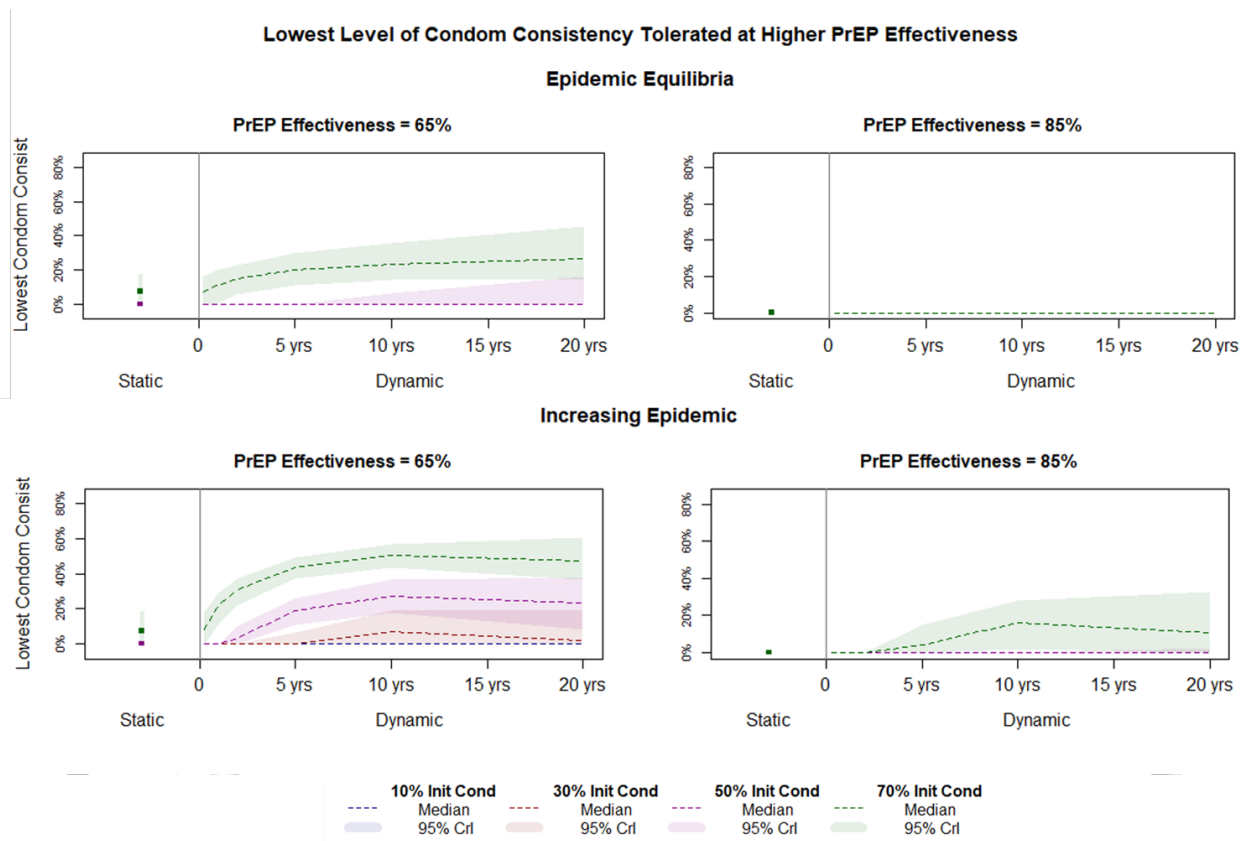 Lowest Level of Condom Consistency Tolerated at Higher PrEP Effectiveness
Epidemic Equilibria
PrEP Effectiveness = 65%
PrEP Effectiveness = 85%
Lowest Condom Consist
80%
60%
40%
20%
0%
0 5 yrs 10 yrs 15 yrs 20 yrs
Static Dynamic
80%
60%
40%
20%
0%
0 5 yrs 10 yrs 15 yrs 20 yrs
Static Dynamic
Increasing Epidemic
PrEP Effectiveness = 65%
PrEP Effectiveness = 85%
Lowest Condom Consist
80%
60%
40%
20%
0%
0 5 yrs 10 yrs 15 yrs 20 yrs
Static Dynamic
80%
60%
40%
20%
0%
0 5 yrs 10 yrs 15 yrs 20 yrs
Static Dynamic
10% Init Cond 30% Init Cond 50% Init Cond 70% Init Cond
Median Median Median Median
95% CrI 95% CrI 95% CrI 95% CrI